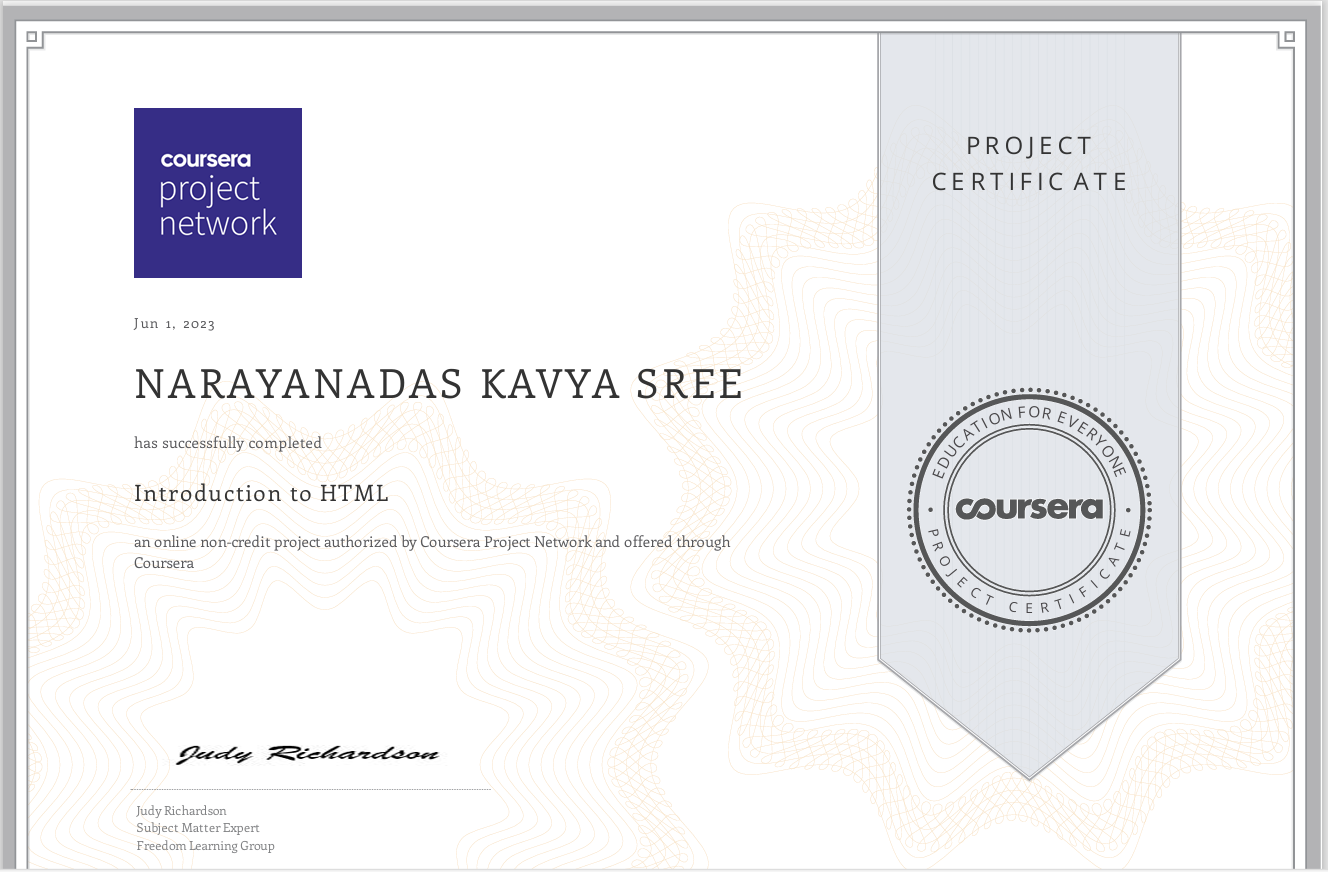 coursera
project
network
PROJECT
CERTIFICATE
Jun 1, 2023
NARAYANADAS KAVYA SREE
has successfully completed
Introduction to HTML
an online non-credit project authorized by Coursera Project Network and offered through
Coursera
EDUCATION FOR EVERYONE
coursera
PROJECT CERTIFICATE
Judy Richardson
Judy Richardson
Subject Matter Expert
Freedom Learning Group